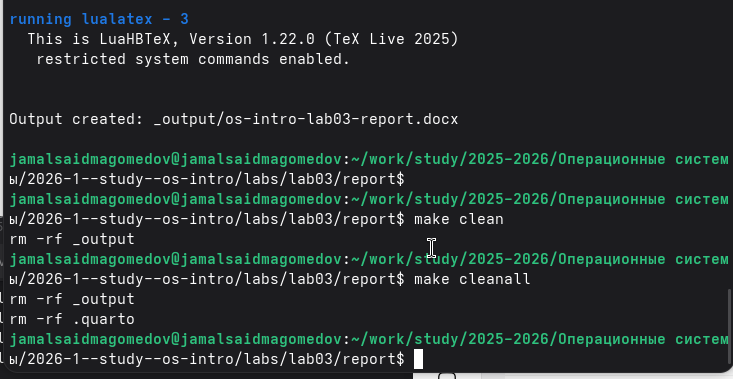 running lualatex - 3
This is LuaHBTeX, Version 1.22.0 (TeX Live 2025)
restricted system commands enabled.
Output created: _output/os-intro-lab03-report.docx
jamalsaidmagomedov@jamalsaidmagomedov:~/work/study/2025-2026/Операционные систем
ы/2026-1--study--os-intro/labs/lab03/report$
jamalsaidmagomedov@jamalsaidmagomedov:~/work/study/2025-2026/Операционные систем
ы/2026-1--study--os-intro/labs/lab03/report$ make clean
rm -rf _output
jamalsaidmagomedov@jamalsaidmagomedov:~/work/study/2025-2026/Операционные систем
ы/2026-1--study--os-intro/labs/lab03/report$ make cleanall
rm -rf _output
rm -rf .quarto
jamalsaidmagomedov@jamalsaidmagomedov:~/work/study/2025-2026/Операционные систем
ы/2026-1--study--os-intro/labs/lab03/report$